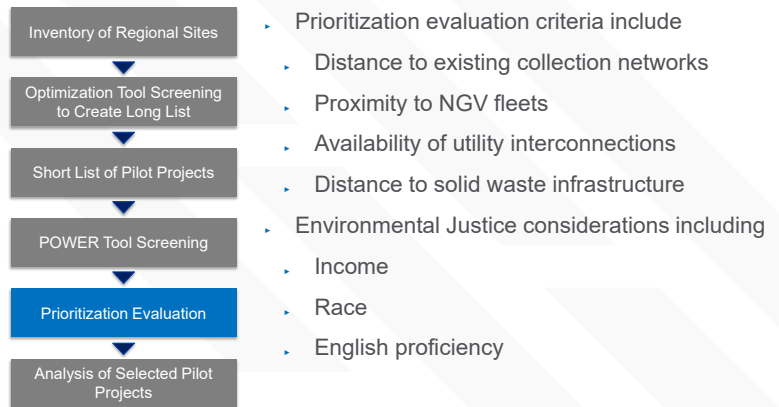 Inventory of Regional Sites
Optimization Tool Screening
to Create Long List
Short List of Pilot Projects
POWER Tool Screening
Prioritization Evaluation
Analysis of Selected Pilot
Projects
Prioritization evaluation criteria include
Distance to existing collection networks
Proximity to NGV fleets
Availability of utility interconnections
Distance to solid waste infrastructure
Environmental Justice considerations including
Income
Race
English proficiency